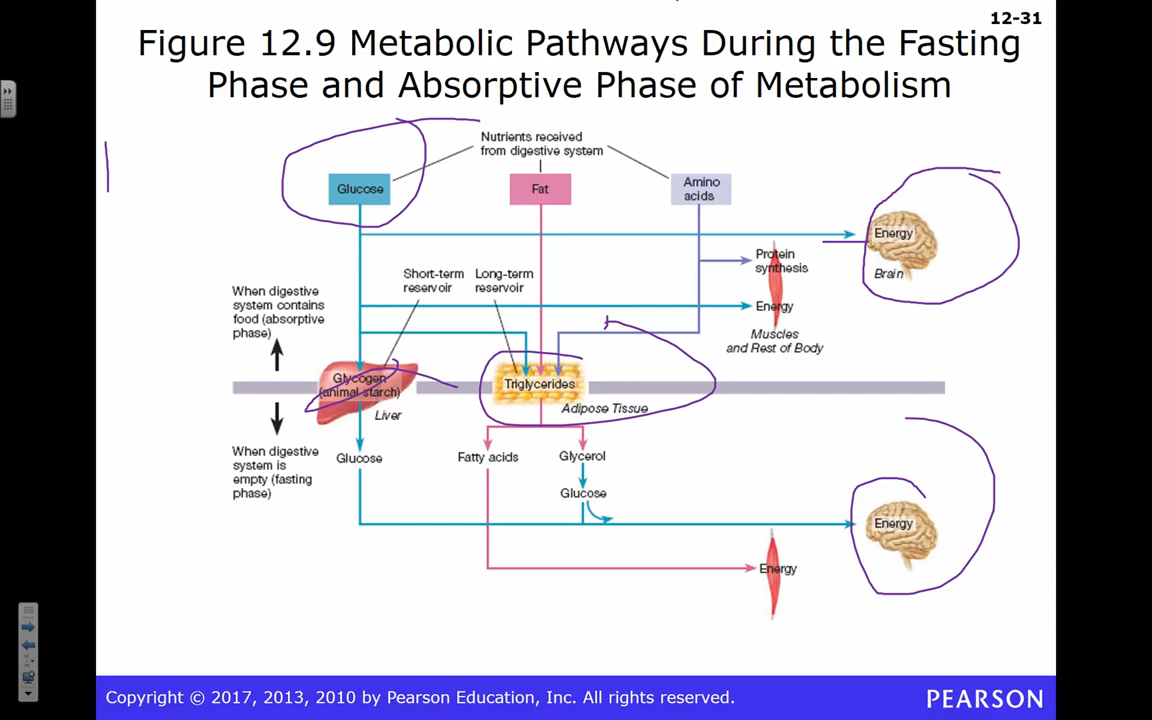 12-31
Figure 12.9 Metabolic Pathways During the Fasting
Phase and Absorptive Phase of Metabolism
Nutrients received
from digestive system
Glucose
Fat
Amino
acids
Energy
Brain
Protein
synthesis
Short-term
reservoir
Long-term
reservoir
When digestive
system contains
food (absorptive
phase)
Energy
Muscles
and Rest of Body
Glycogen
(animal starch)
Liver
Triglycerides
Adipose Tissue
When digestive
system is
empty (fasting
phase)
Glucose
Fatty acids
Glycerol
Glucose
Energy
Energy
Copyright © 2017, 2013, 2010 by Pearson Education, Inc. All rights reserved.
PEARSON